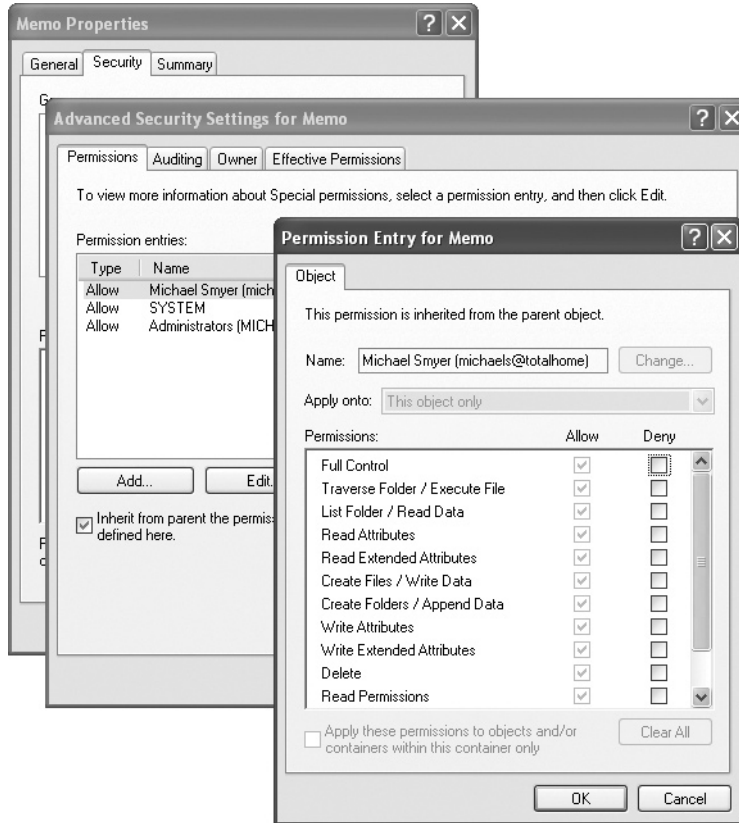 Memo Properties
General Security Summary
Advanced Security Settings for Memo
Permissions Auditing Owner Effective Permissions
To view more information about Special permissions, select a permission entry, and then click Edit.
Permission entries:
Type Name
Allow Michael Smyer (mich
Allow SYSTEM
Allow Administrators (MICH
Add... Edit.
Inherit from parent the permis
defined here.
Permission Entry for Memo
Object
This permission is inherited from the parent object.
Name: Michael Smyer (michaels@totalhome) Change...
Apply onto: This object only
Permissions: Allow Deny
Full Control
Traverse Folder / Execute File
List Folder / Read Data
Read Attributes
Read Extended Attributes
Create Files / Write Data
Create Folders / Append Data
Write Attributes
Write Extended Attributes
Delete
Read Permissions
Apply these permissions to objects and/or
containers within this container only
Clear All
OK Cancel